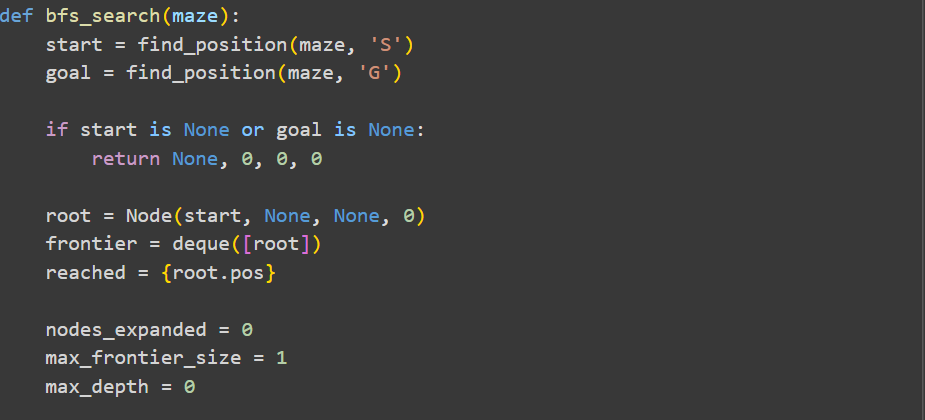 def bfs_search(maze):
    start = find_position(maze, 'S')
    goal = find_position(maze, 'G')
    if start is None or goal is None:
        return None, 0, 0, 0
    root = Node(start, None, None, 0)
    frontier = deque([root])
    reached = {root.pos}
    nodes_expanded = 0
    max_frontier_size = 1
    max_depth = 0